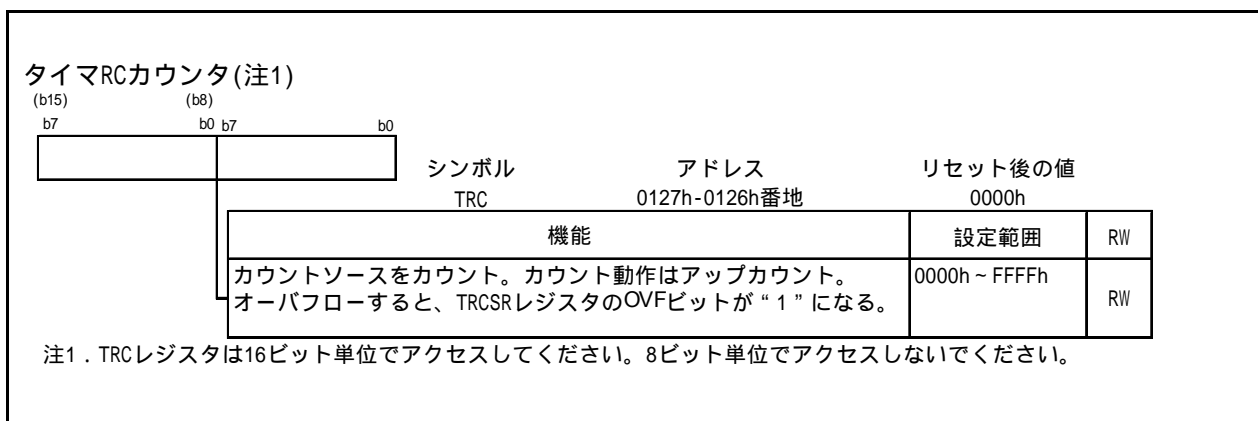 タイマRCカウンタ(注1)
(b15) (b8)
b7 b0 b7 b0
シンボル アドレス リセット後の値
TRC 0127h-0126h番地 0000h
機能 設定範囲 RW
カウントソースをカウント。カウント動作はアップカウント。 0000h～FFFFh
オーバフローすると、TRCSRレジスタのOVFビットが“1”になる。 RW
注1．TRCレジスタは16ビット単位でアクセスしてください。8ビット単位でアクセスしないでください。